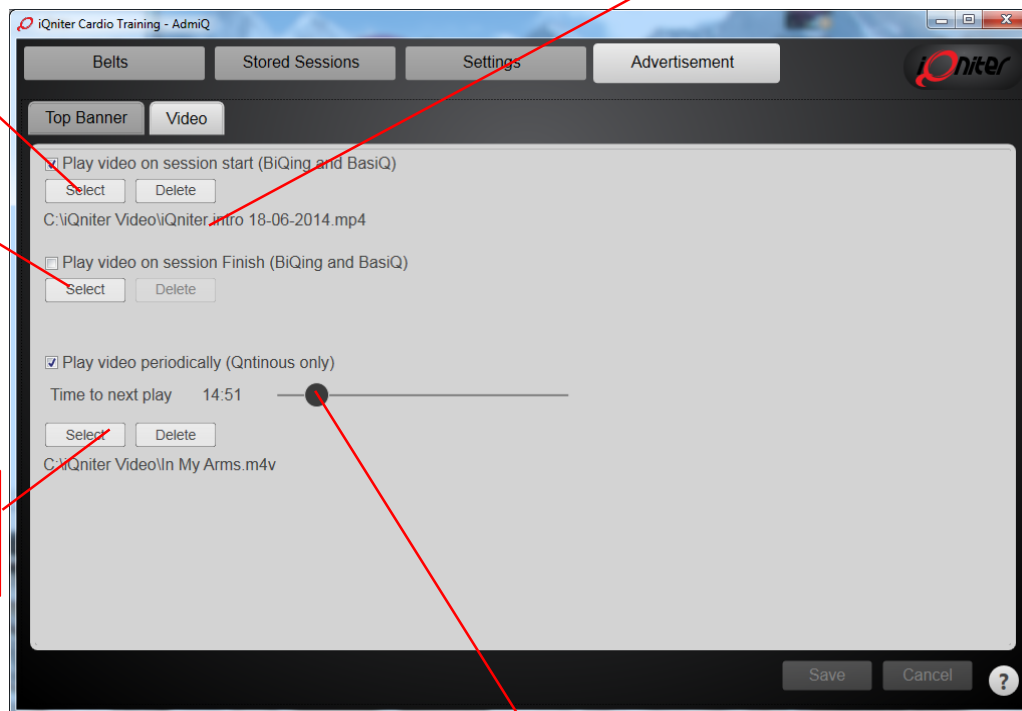 iQniter Cardio Training - AdmiQ
Belts Stored Sessions Settings Advertisement iQniter
Top Banner Video
Play video on session start (BiQing and BasiQ)
Select Delete
C:\iQniter Video\iQniter intro 18-06-2014.mp4
Play video on session Finish (BiQing and BasiQ)
Select Delete
Play video periodically (Qntinous only)
Time to next play 14:51
Select Delete
C:\iQniter Video\In My Arms.m4v
Save Cancel ?